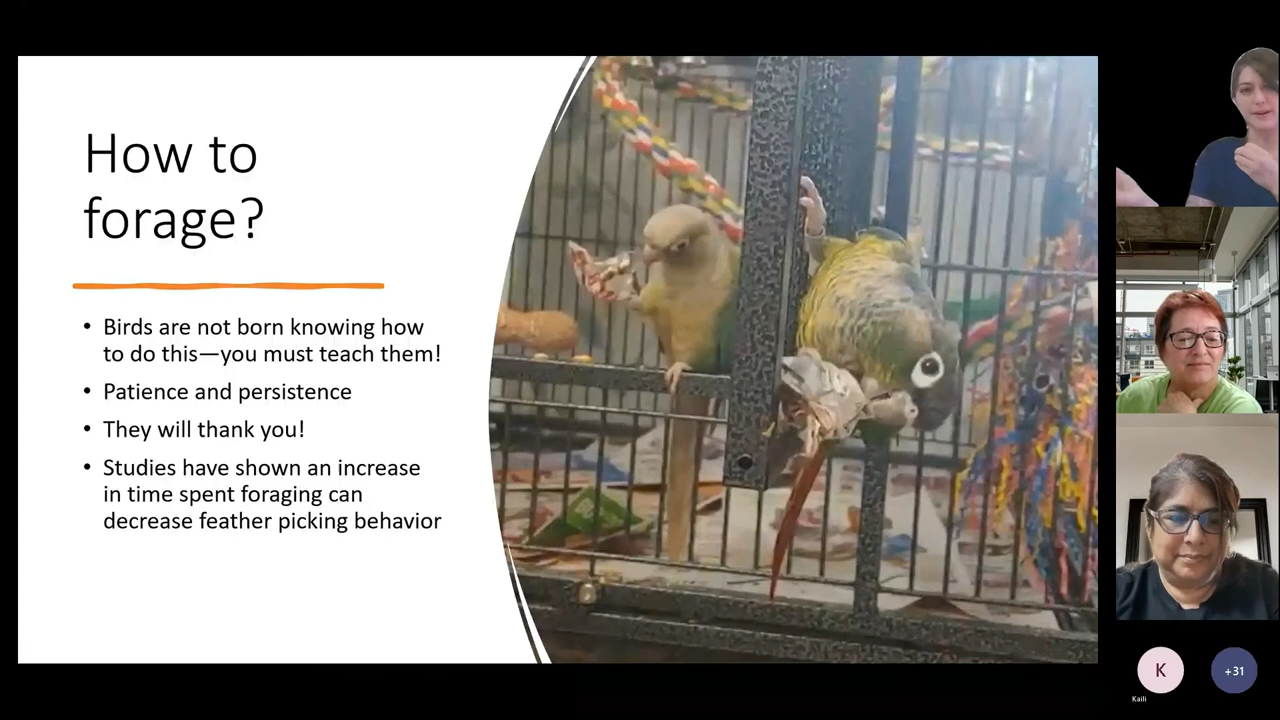 How to
forage?
• Birds are not born knowing how
to do this—you must teach them!
• Patience and persistence
• They will thank you!
• Studies have shown an increase
in time spent foraging can
decrease feather picking behavior
K
+31
Kaili